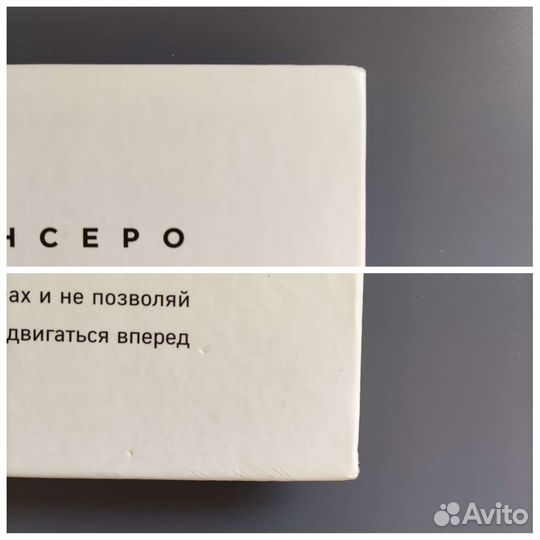 НСЕРО
ах и не позволяй
двигаться вперед
Avito